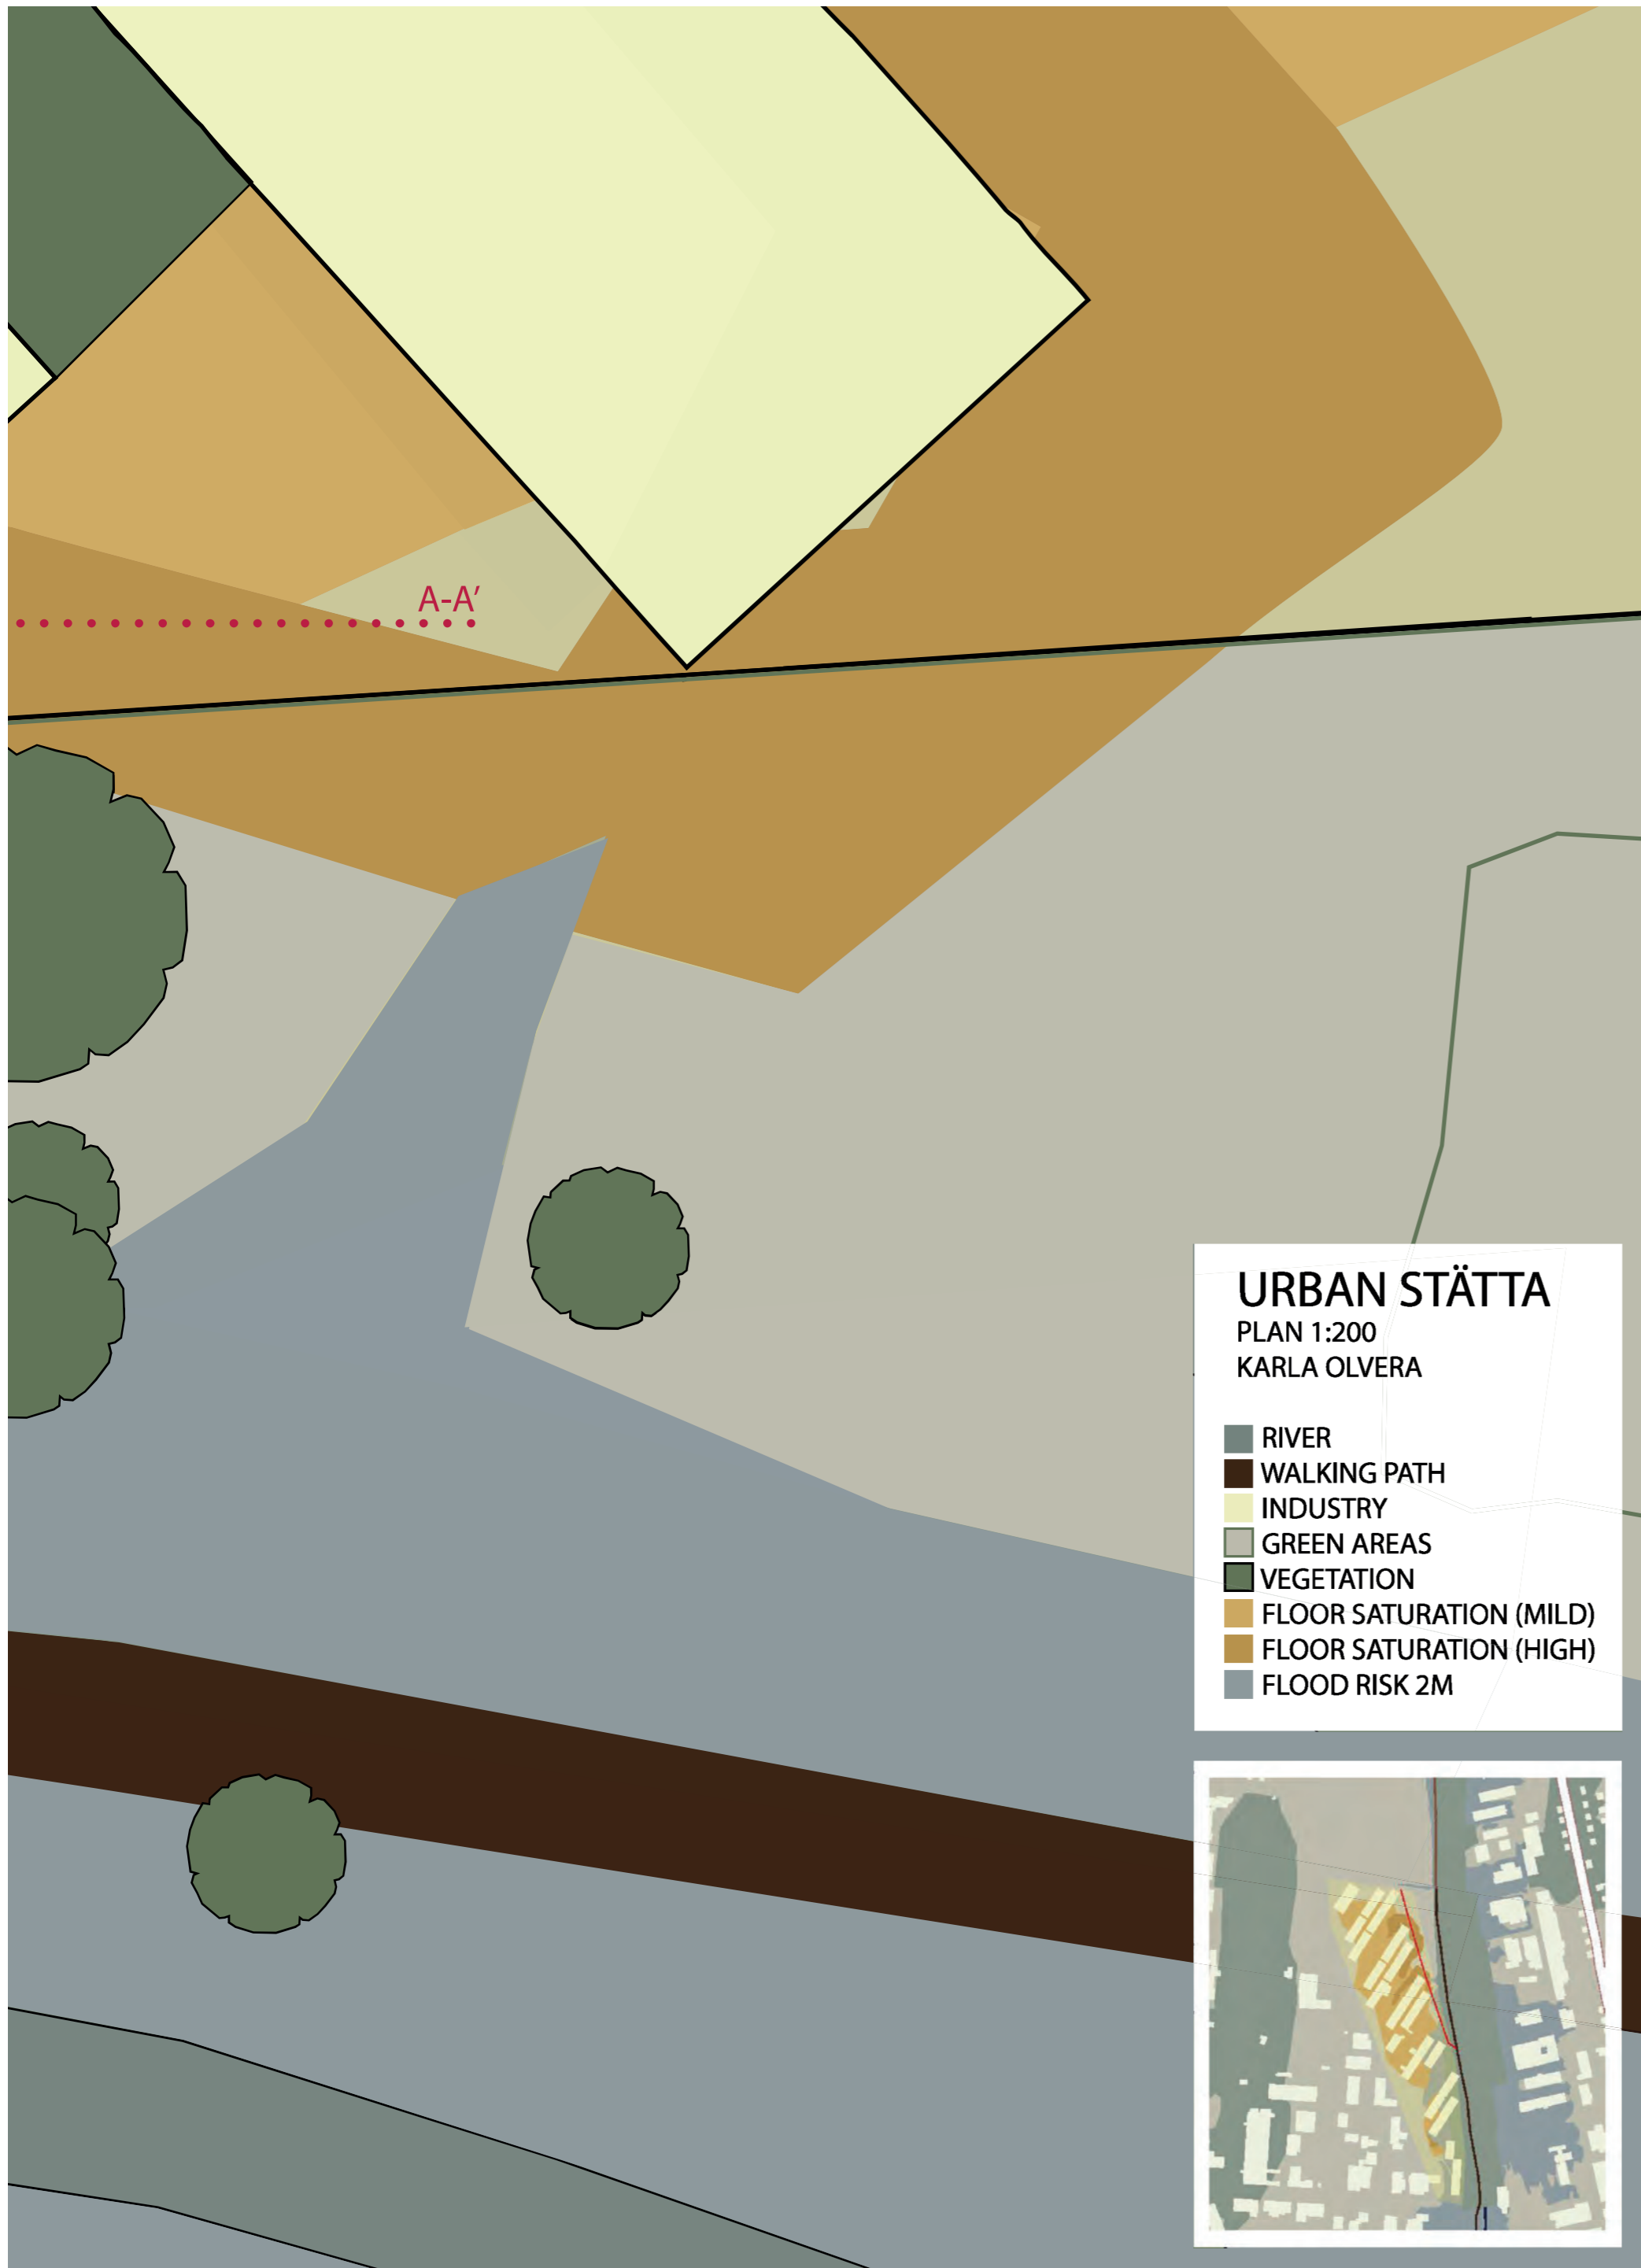 A-A′
URBAN STÄTTA
PLAN 1:200
KARLA OLVERA
RIVER
WALKING PATH
INDUSTRY
GREEN AREAS
VEGETATION
FLOOR SATURATION (MILD)
FLOOR SATURATION (HIGH)
FLOOD RISK 2M